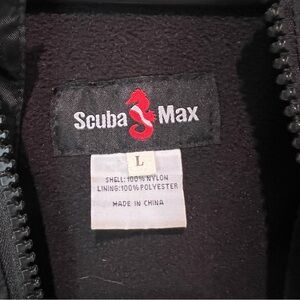 Scuba Max
L
SHELL: 100% NYLON
LINING: 100% POLYESTER
MADE IN CHINA